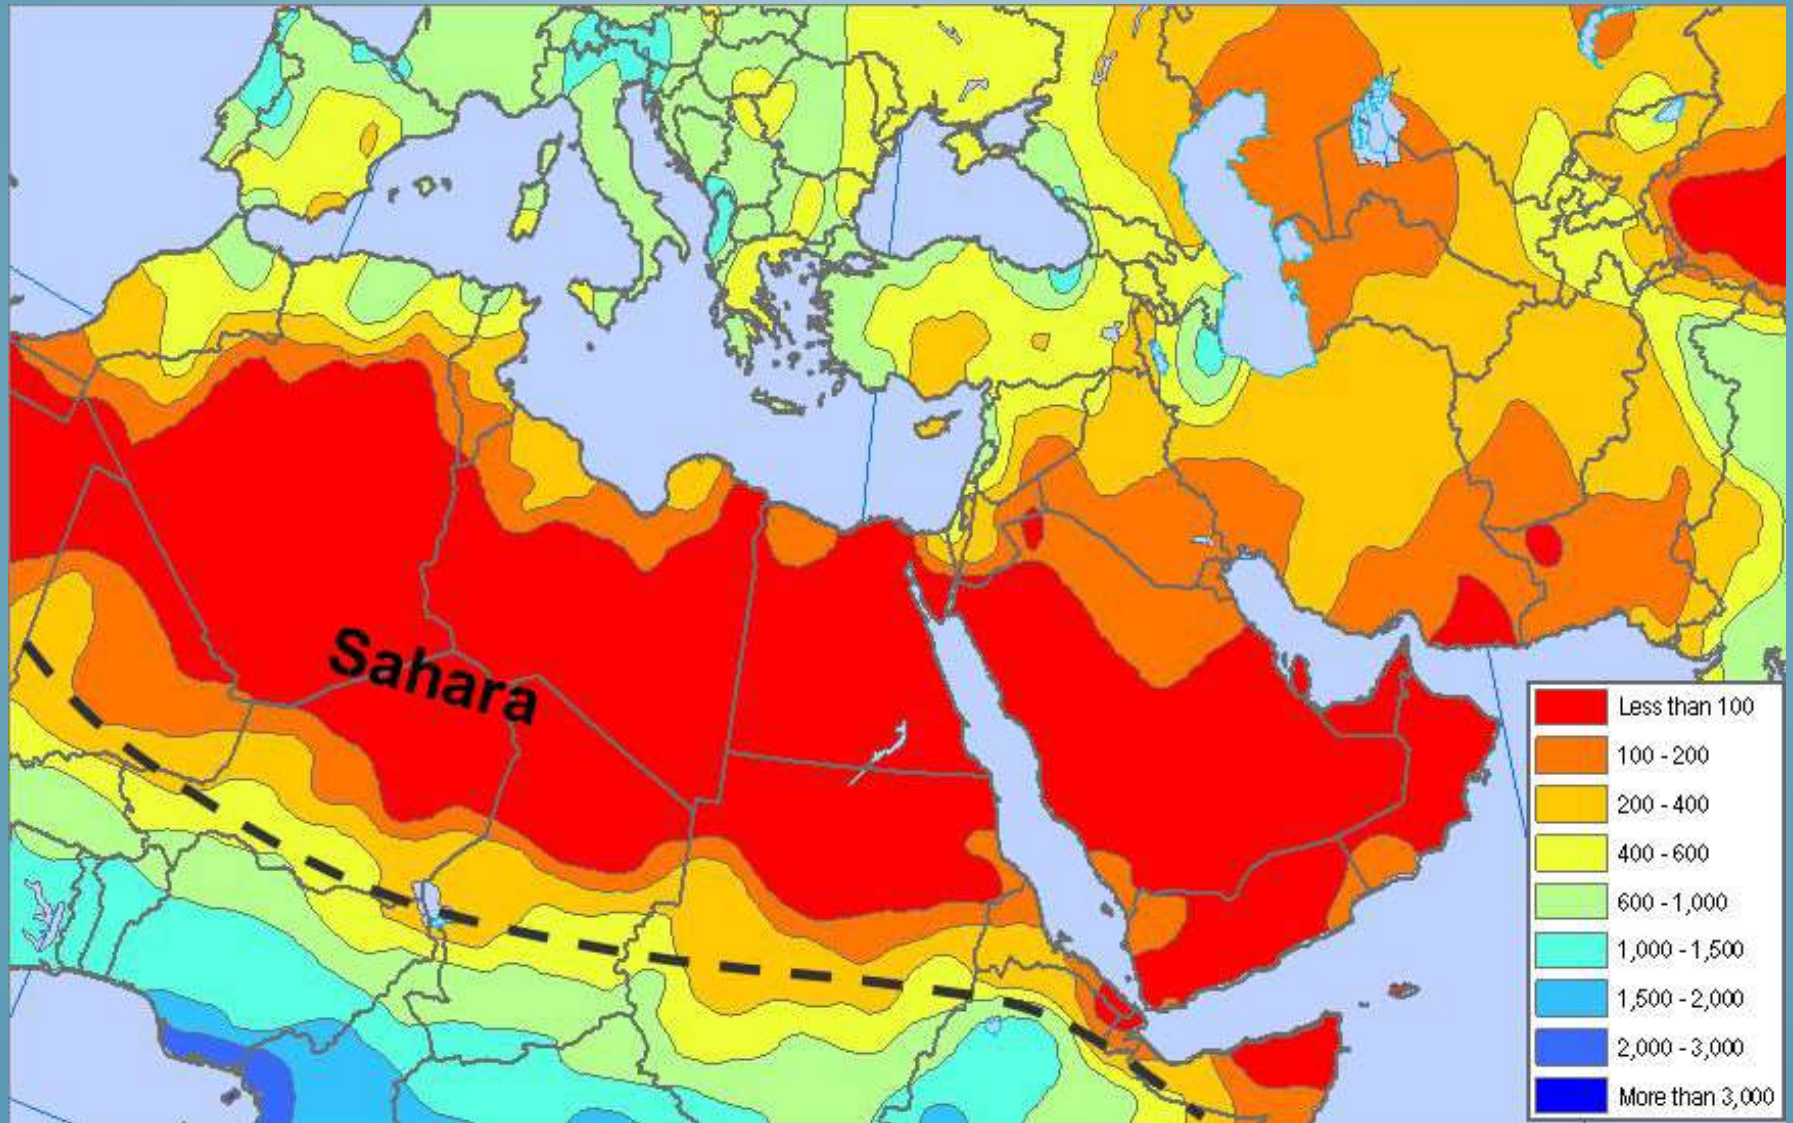 Sahara
Less than 100
100 - 200
200 - 400
400 - 600
600 - 1,000
1,000 - 1,500
1,500 - 2,000
2,000 - 3,000
More than 3,000